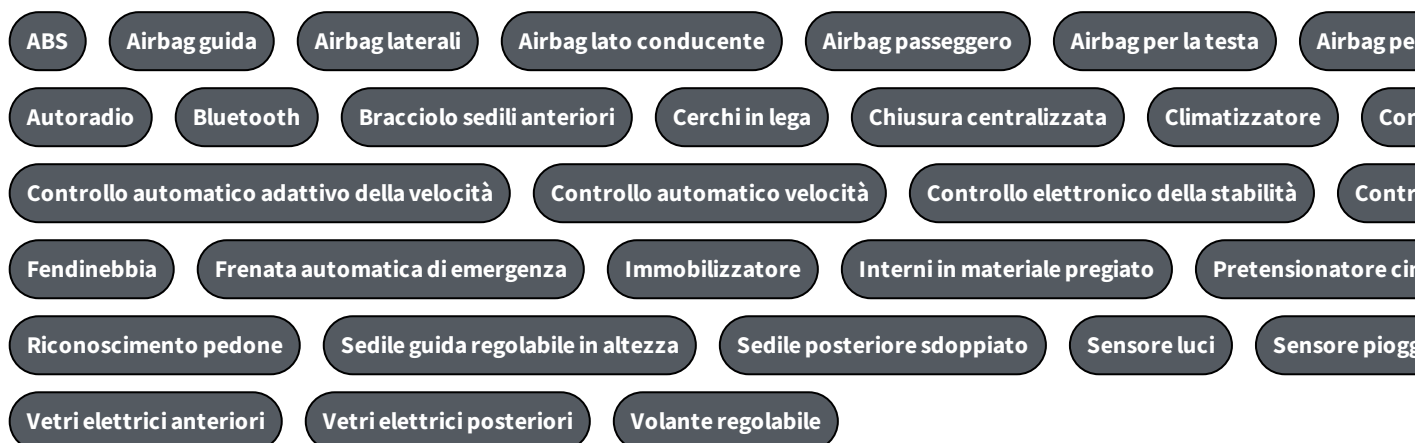 ABS Airbag guida Airbag laterali Airbag lato conducente Airbag passeggero Airbag per la testa Airbag
Autoradio Bluetooth Bracciolo sedili anteriori Cerchi in lega Chiusura centralizzata Climatizzatore
Controllo automatico adattivo della velocità Controllo automatico velocità Controllo elettronico della stabilità
Fendinebbia Frenata automatica di emergenza Immobilizzatore Interni in materiale pregiato Pretensionatore
Riconoscimento pedone Sedile guida regolabile in altezza Sedile posteriore sdoppiato Sensore luci Sensore
Vetri elettrici anteriori Vetri elettrici posteriori Volante regolabile